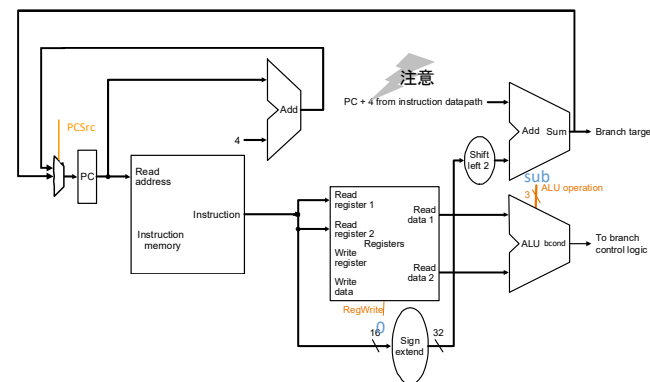 注意
Add
PC + 4 from instruction datapath
PCSrc
4
Add Sum
Branch targe
Shift
left 2
PC
Read
address
Instruction
Instruction
memory
sub
3
ALU operation
Read
register 1
Read
register 2
Registers
Write
register
Write
data
Read
data 1
Read
data 2
ALU bcond
To branch
control logic
RegWrite
0
16
Sign
extend
32